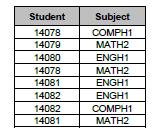 Student Subject
14078 COMPH1
14079 MATH2
14080 ENGH1
14078 MATH2
14081 ENGH1
14082 ENGH1
14082 COMPH1
14081 MATH2